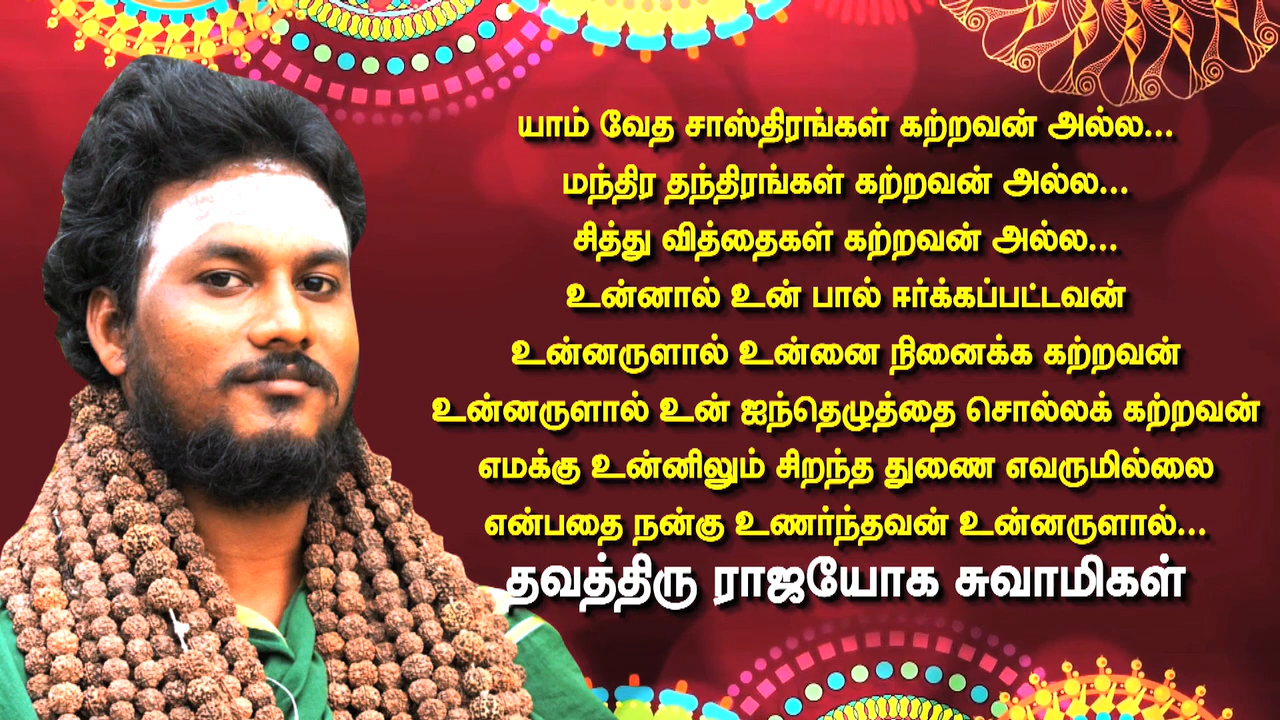 யாம் வேத சாஸ்திரங்கள் கற்றவன் அல்ல...
மந்திர தந்திரங்கள் கற்றவன் அல்ல...
சித்து வித்தைகள் கற்றவன் அல்ல...
உன்னால் உன் பால் ஈர்க்கப்பட்டவன்
உன்னருளால் உன்னை நினைக்க கற்றவன்
உன்னருளால் உன் ஐந்தெழுத்தை சொல்லக் கற்றவன்
எமக்கு உன்னிலும் சிறந்த துணை எவருமில்லை
என்பதை நன்கு உணர்ந்தவன் உன்னருளால்...
தவத்திரு ராஜயோக சுவாமிகள்